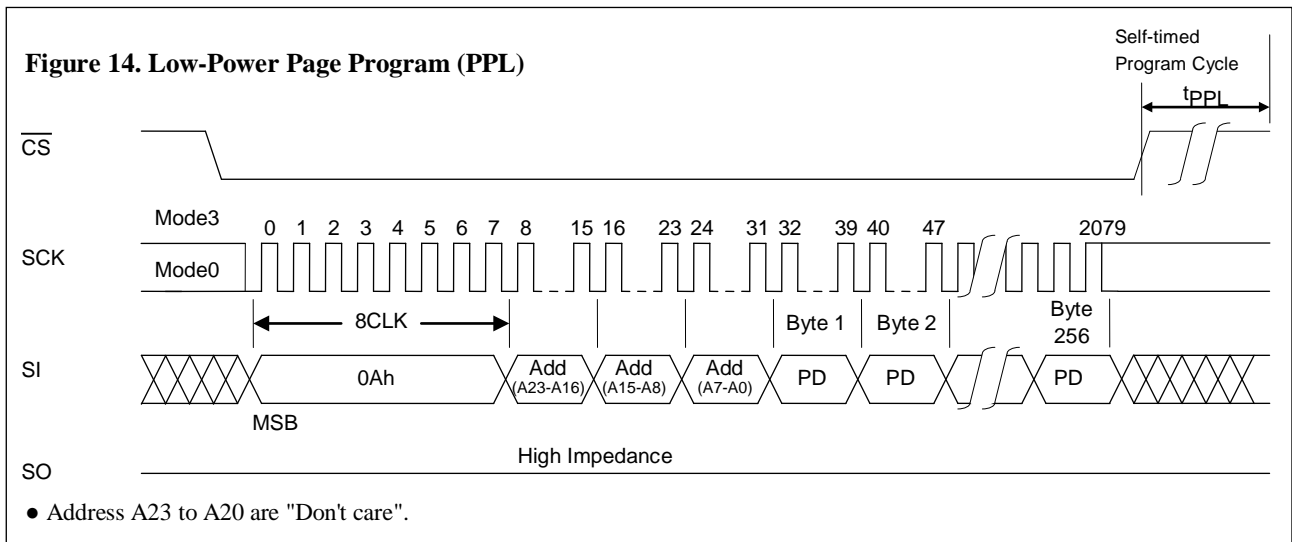 Figure 14. Low-Power Page Program (PPL)
Self-timed
Program Cycle
tPPL
CS
Mode3
0 1 2 3 4 5 6 7 8 15 16 23 24 31 32 39 40 47 2079
SCK
Mode0
8CLK
Byte 1
Byte 2
Byte
256
SI
0Ah
Add
(A23-A16)
Add
(A15-A8)
Add
(A7-A0)
PD
PD
PD
MSB
High Impedance
SO
● Address A23 to A20 are "Don't care".